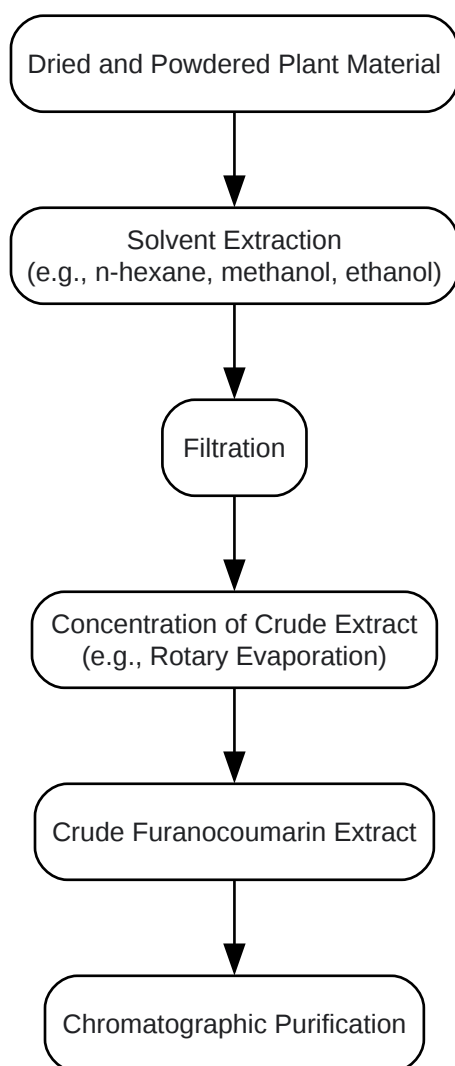 Dried and Powdered Plant Material
Solvent Extraction
(e.g., n-hexane, methanol, ethanol)
Filtration
Concentration of Crude Extract
(e.g., Rotary Evaporation)
Crude Furanocoumarin Extract
Chromatographic Purification